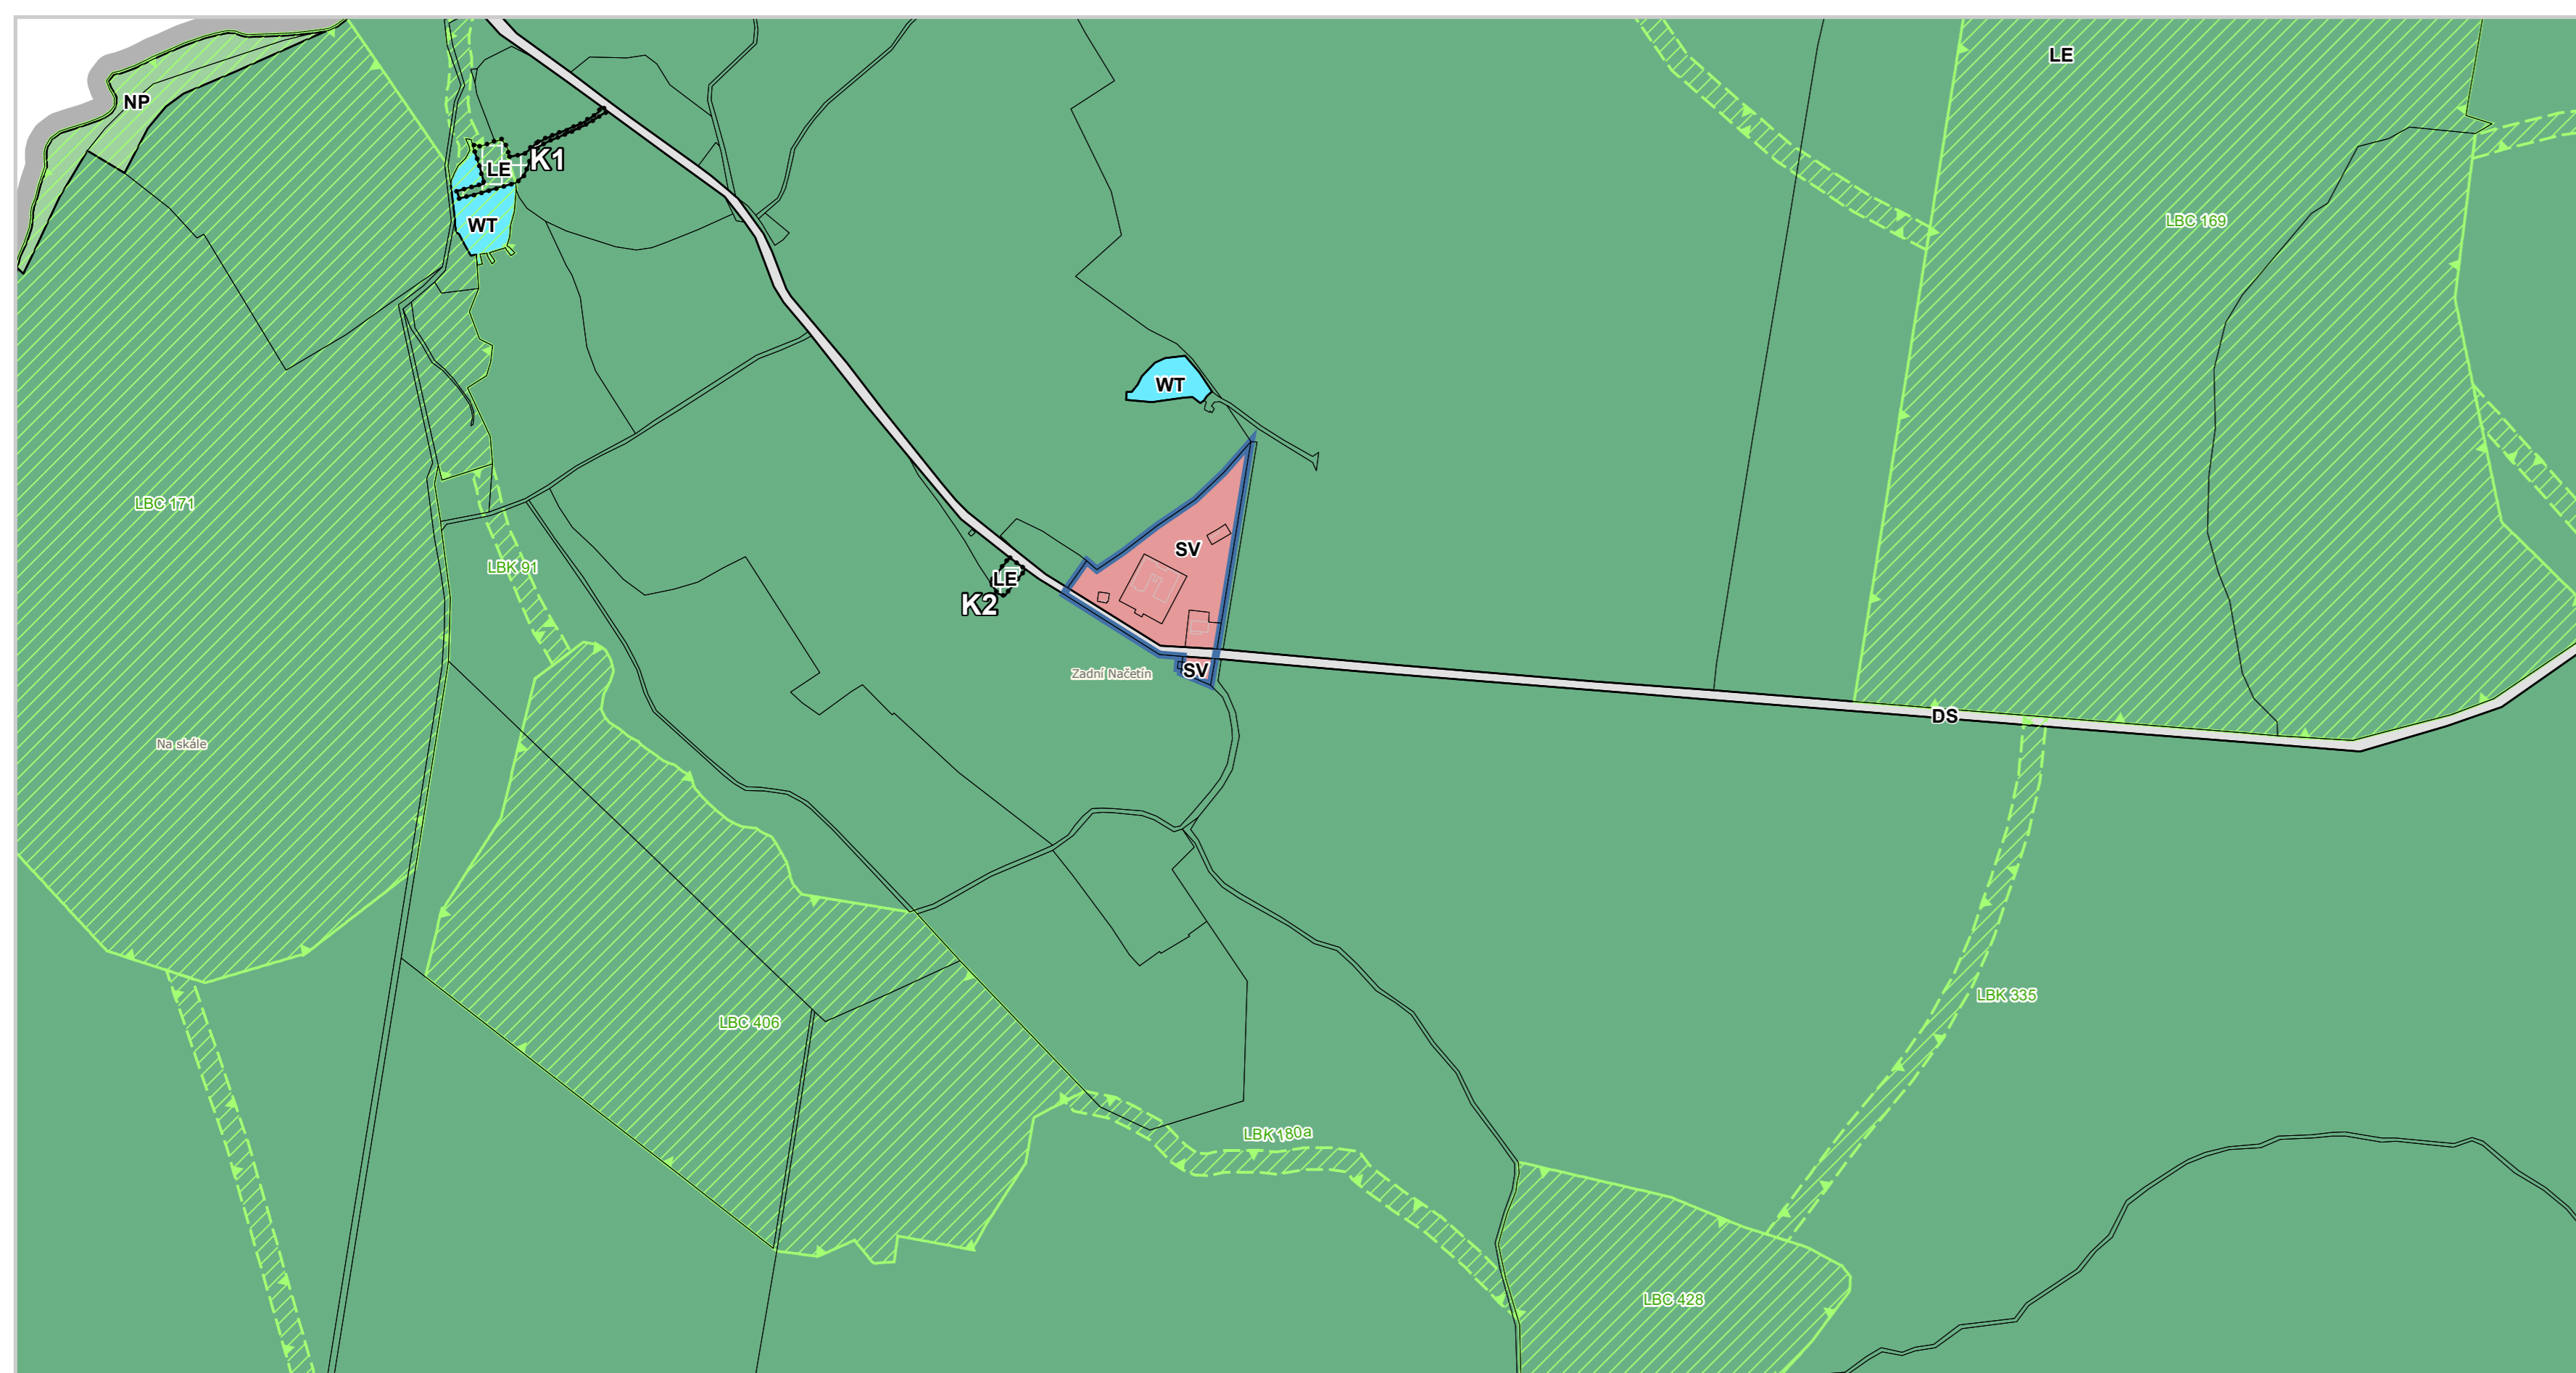 LE
NP
K1
LE
LBC 169
WT
WT
LBC 171
SV
LBK 91
LE
K2
SV
Zadní Načetín
DS
Na skále
LBK 335
LBC 406
LBK 180a
LBC 428